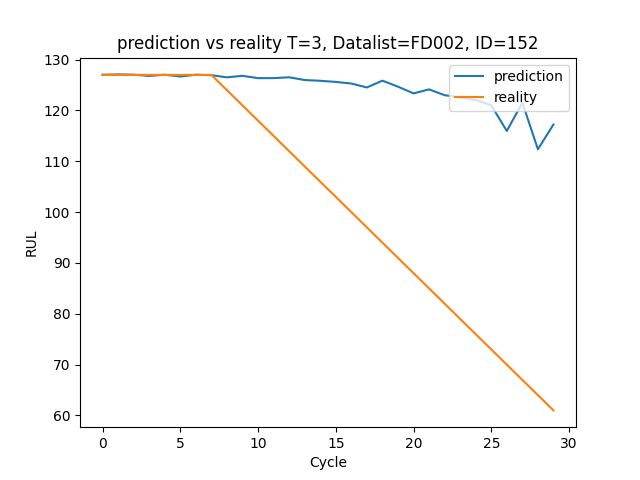 prediction vs reality T=3, Datalist=FD002, ID=152
130
120
110
100
90
80
70
60
RUL
prediction
reality
0 5 10 15 20 25 30
Cycle